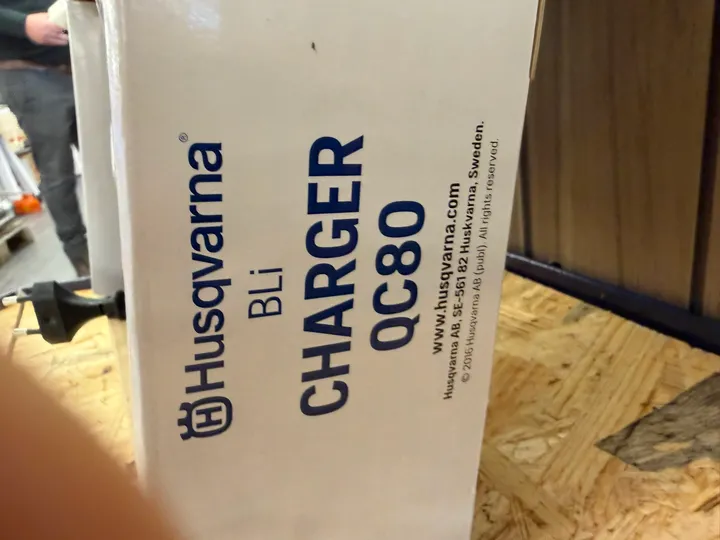 Husqvarna®
BLi
CHARGER
QC80
www.husqvarna.com
Husqvarna AB, SE-561 82 Huskvarna, Sweden.
© 2016 Husqvarna AB (publ). All rights reserved.